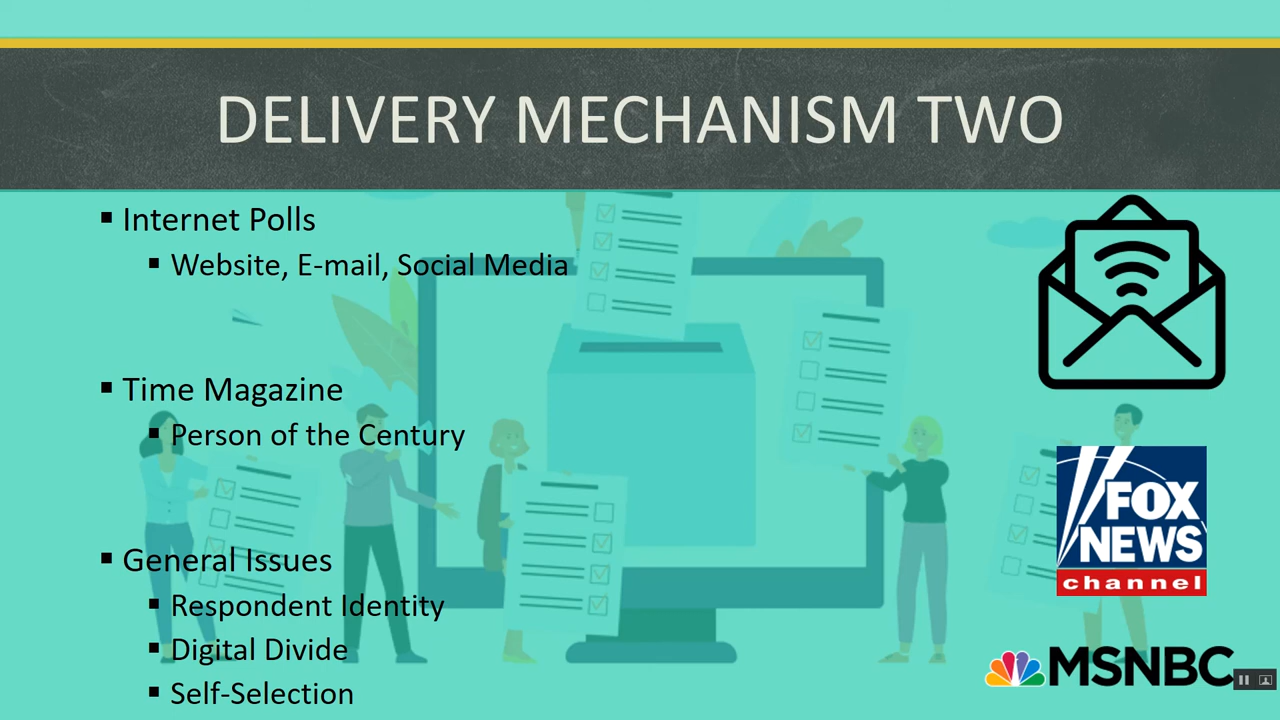 DELIVERY MECHANISM TWO
Internet Polls
Website, E-mail, Social Media
Time Magazine
Person of the Century
General Issues
Respondent Identity
Digital Divide
Self-Selection
FOX
NEWS
channel
MSNBC